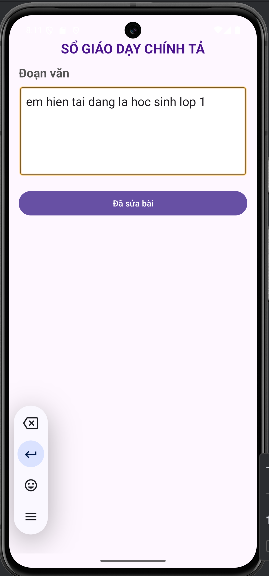 SỔ GIÁO DẠY CHÍNH TẢ
Đoạn văn
em hien tai dang la hoc sinh lop 1
Đã sửa bài